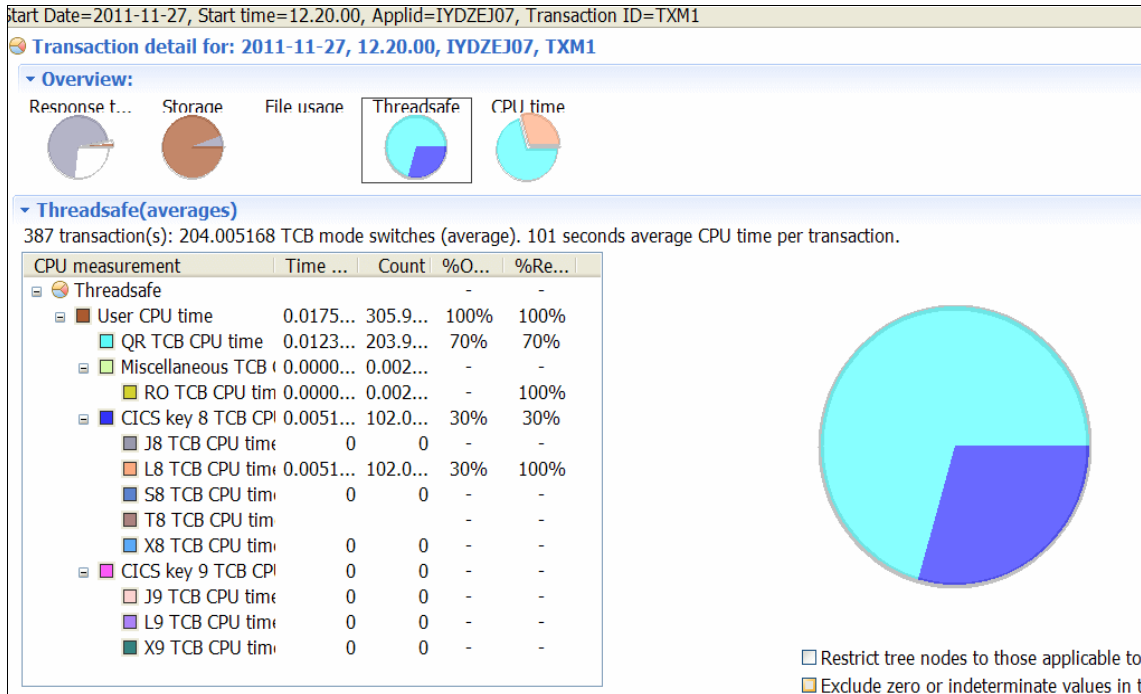 Start Date=2011-11-27, Start time=12.20.00, Applid=IYDZEJ07, Transaction ID=TXM1
Transaction detail for: 2011-11-27, 12.20.00, IYDZEJ07, TXM1
Overview:
Response t... Storage File usage Threadsafe CPU time
Threadsafe(averages)
387 transaction(s): 204.005168 TCB mode switches (average). 101 seconds average CPU time per transaction.
CPU measurement Time ... Count %O... %Re...
Threadsafe - -
User CPU time 0.0175... 305.9... 100% 100%
QR TCB CPU time 0.0123... 203.9... 70% 70%
Miscellaneous TCB ( 0.0000... 0.002... - -
RO TCB CPU tim 0.0000... 0.002... - 100%
CICS key 8 TCB CPU 0.0051... 102.0... 30% 30%
J8 TCB CPU time 0 0 - -
L8 TCB CPU time 0.0051... 102.0... 30% 100%
S8 TCB CPU tim 0 0 - -
T8 TCB CPU tim - -
X8 TCB CPU tim 0 0 - -
CICS key 9 TCB CPU 0 0 - -
J9 TCB CPU time 0 0 - -
L9 TCB CPU time 0 0 - -
X9 TCB CPU tim 0 0 - -
Restrict tree nodes to those applicable to
Exclude zero or indeterminate values in t